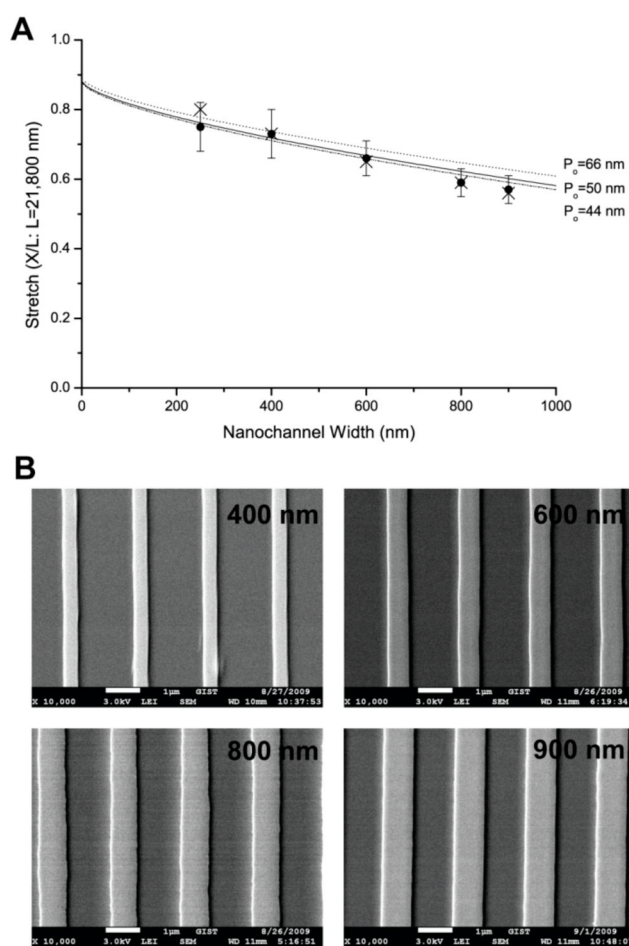 A
Stretch (X/L: L=21,800 nm)
1.0
0.8
0.6
0.4
0.2
0.0
0
200
400
600
800
1000
Nanochannel Width (nm)
P_o=66 nm
P_o=50 nm
P_o=44 nm
B
400 nm
X 10,000 1µm GIST 8/27/2009
3.0kV LEI SEM WD 10mm 10:37:53
600 nm
X 10,000 1µm GIST 8/26/2009
3.0kV LEI SEM WD 11mm 6:19:34
800 nm
X 10,000 1µm GIST 8/26/2009
3.0kV LEI SEM WD 11mm 5:16:51
900 nm
X 10,000 1µm GIST 9/1/2009
3.0kV LEI SEM WD 11mm